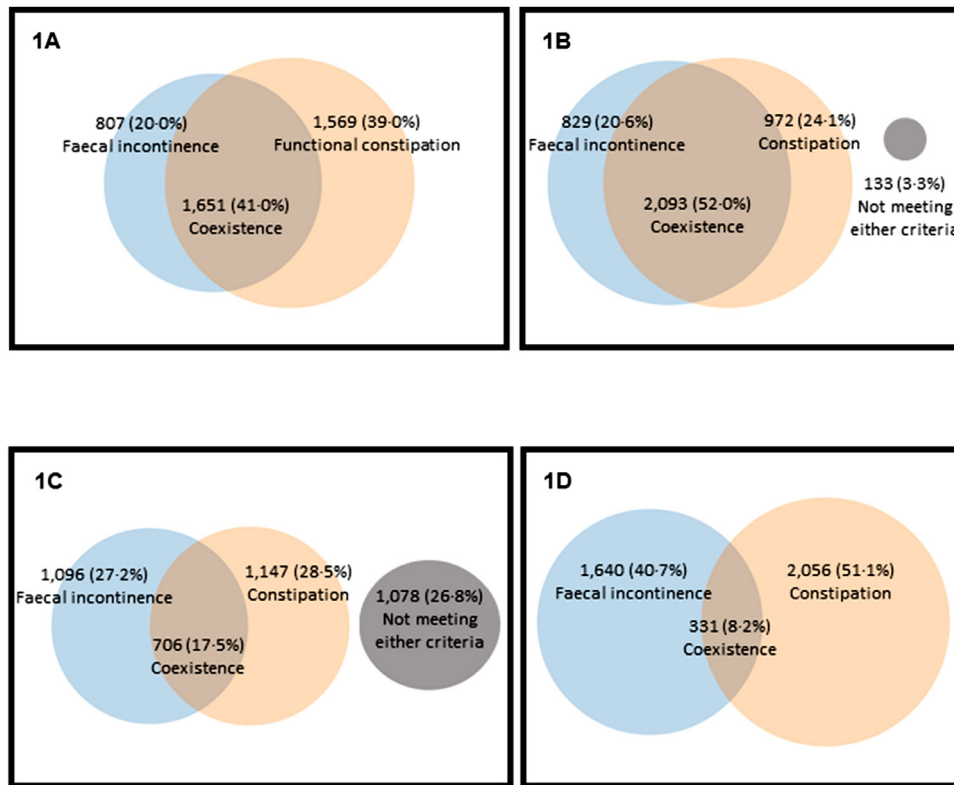 1A
807 (20·0%)
Faecal incontinence
1,569 (39·0%)
Functional constipation
1,651 (41·0%)
Coexistence
1B
829 (20·6%)
Faecal incontinence
972 (24·1%)
Constipation
2,093 (52·0%)
Coexistence
133 (3·3%)
Not meeting
either criteria
1C
1,096 (27·2%)
Faecal incontinence
1,147 (28·5%)
Constipation
706 (17·5%)
Coexistence
1,078 (26·8%)
Not meeting
either criteria
1D
1,640 (40·7%)
Faecal incontinence
2,056 (51·1%)
Constipation
331 (8·2%)
Coexistence